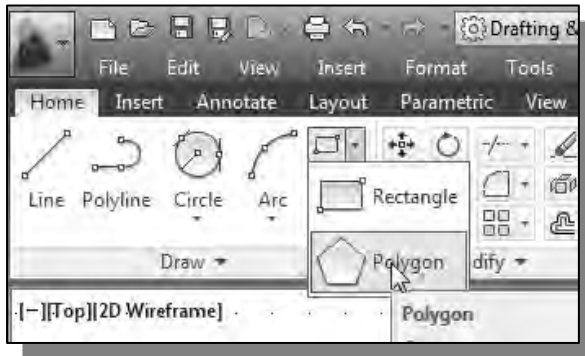 Drafting &
File Edit View Insert Format Tools
Home Insert Annotate Layout Parametric View
Line Polyline Circle Arc
Rectangle
Polygon
Draw dify
[-][Top][2D Wireframe]
Polygon